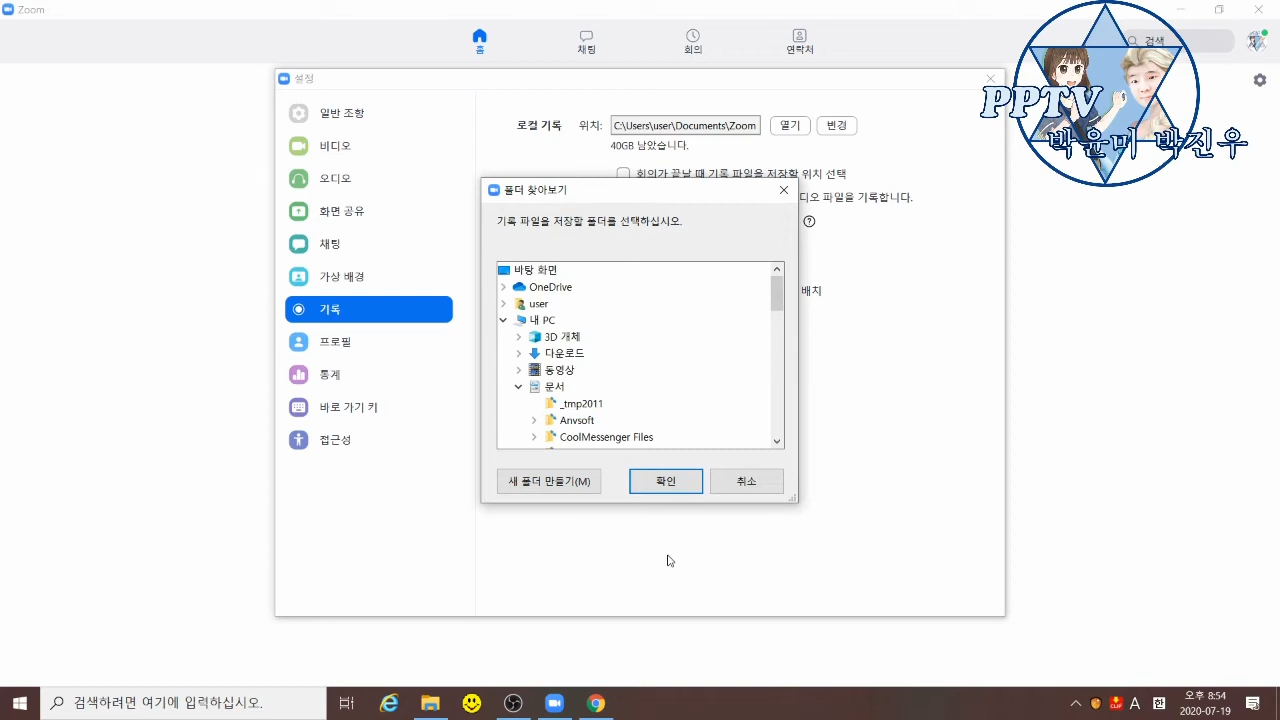 Zoom
홈
채팅
회의
연락처
검색
PPTV
박윤미 박진우
설정
일반 조항
비디오
오디오
화면 공유
채팅
가상 배경
기록
프로필
통계
바로 가기 키
접근성
로컬 기록 위치: C:\Users\user\Documents\Zoom 열기 변경
40GB 남았습니다.
회의가 끝날 때 기록 파일을 저장할 위치 선택
디오 파일을 기록합니다.
배치
폴더 찾아보기
기록 파일을 저장할 폴더를 선택하십시오.
바탕 화면
OneDrive
user
내 PC
3D 개체
다운로드
동영상
문서
_tmp2011
Anvsoft
CoolMessenger Files
새 폴더 만들기(M) 확인 취소
검색하려면 여기에 입력하십시오.
CLIP
A 한
오후 8:54
2020-07-19